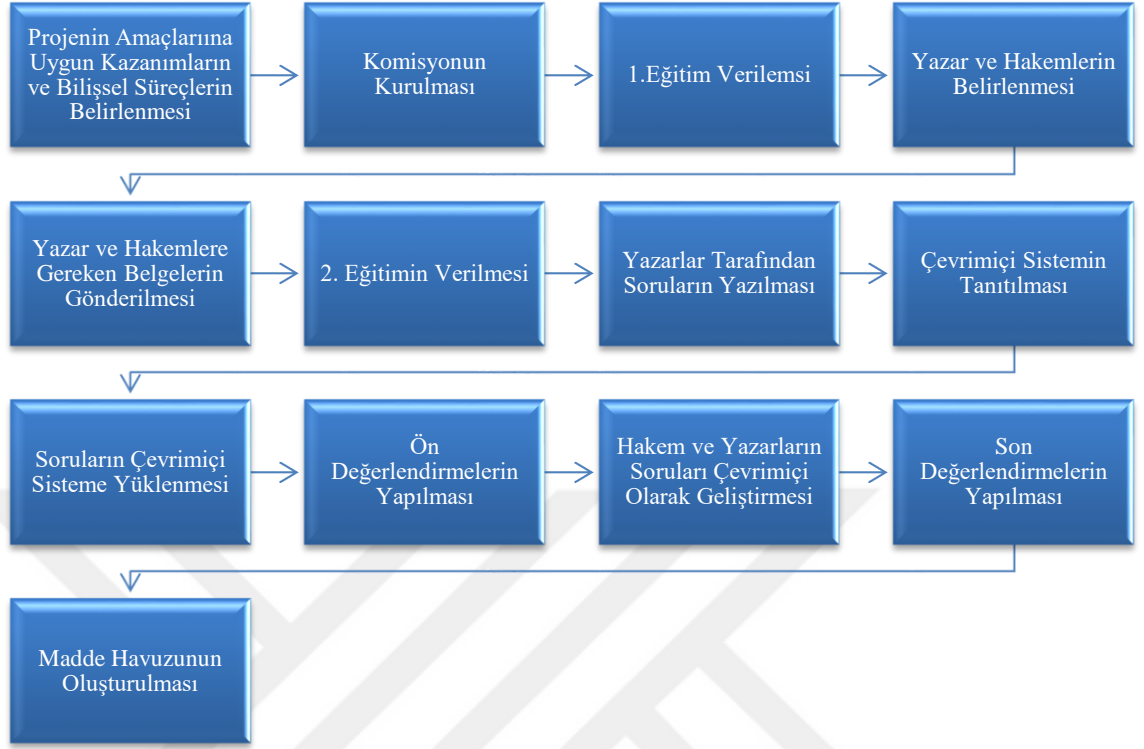 Projenin Amaçlarıına
Uygun Kazanımların
ve Bilişsel Süreçlerin
Belirlenmesi
Komisyonun
Kurulması
1.Eğitim Verilemsi
Yazar ve Hakemlerin
Belirlenmesi
Yazar ve Hakemlere
Gereken Belgelerin
Gönderilmesi
2. Eğitimin Verilmesi
Yazarlar Tarafından
Soruların Yazılması
Çevrimiçi Sistemin
Tanıtılması
Soruların Çevrimiçi
Sisteme Yüklenmesi
Ön
Değerlendirmelerin
Yapılması
Hakem ve Yazarların
Soruları Çevrimiçi
Olarak Geliştirmesi
Son
Değerlendirmelerin
Yapılması
Madde Havuzunun
Oluşturulması